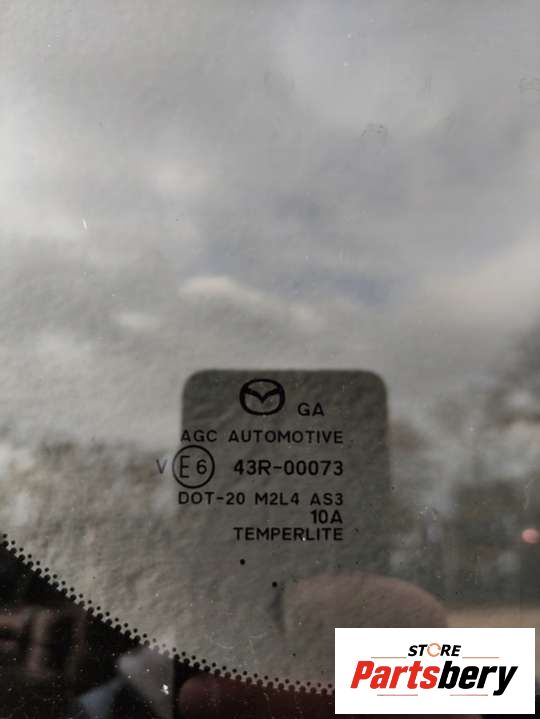 GA
AGC AUTOMOTIVE
V E6 43R-00073
DOT-20 M2L4 AS3
10A
TEMPERLITE
STORE
Partsbery